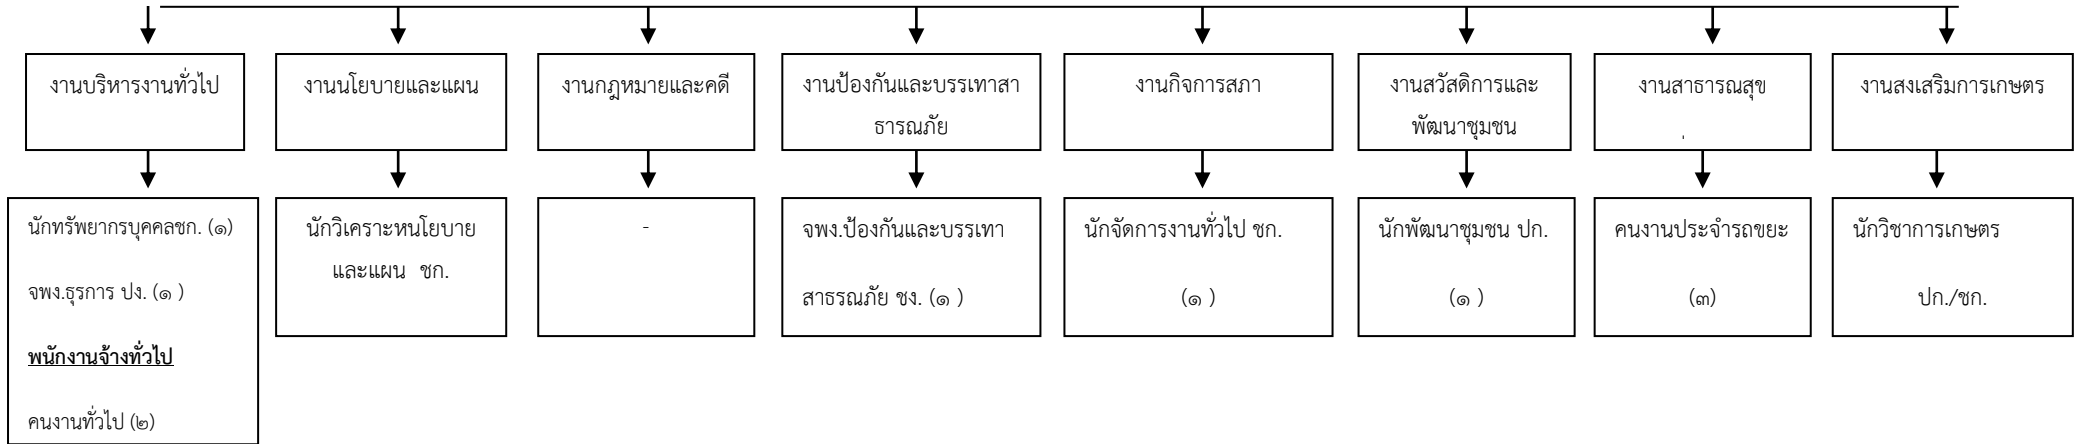 งานบริหารงานทั่วไป
งานนโยบายและแผน
งานกฎหมายและคดี
งานป้องกันและบรรเทาสา
ธารณภัย
งานกิจการสภา
งานสวัสดิการและ
พัฒนาชุมชน
งานสาธารณสุข
งานสงเสริมการเกษตร
นักทรัพยากรบุคคลชก. (๑)
จพง.ธุรการ ปง. (๑ )
พนักงานจ้างทั่วไป
คนงานทั่วไป (๒)
นักวิเคราะหนโยบาย
และแผน ชก.
-
จพง.ป้องกันและบรรเทา
สาธรณภัย ชง. (๑ )
นักจัดการงานทั่วไป ชก.
(๑ )
นักพัฒนาชุมชน ปก.
(๑ )
คนงานประจำรถขยะ
(๓)
นักวิชาการเกษตร
ปก./ชก.